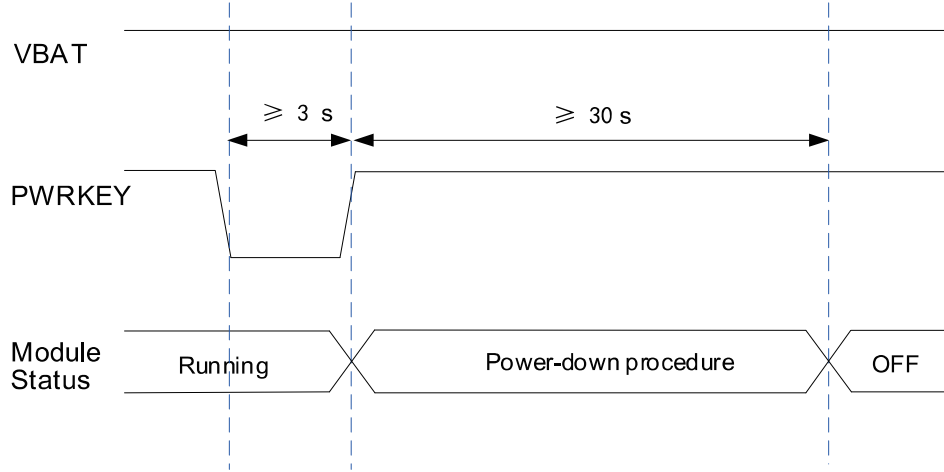 VBAT
≥ 3 s
≥ 30 s
PWRKEY
Module
Status
Running
Power-down procedure
OFF